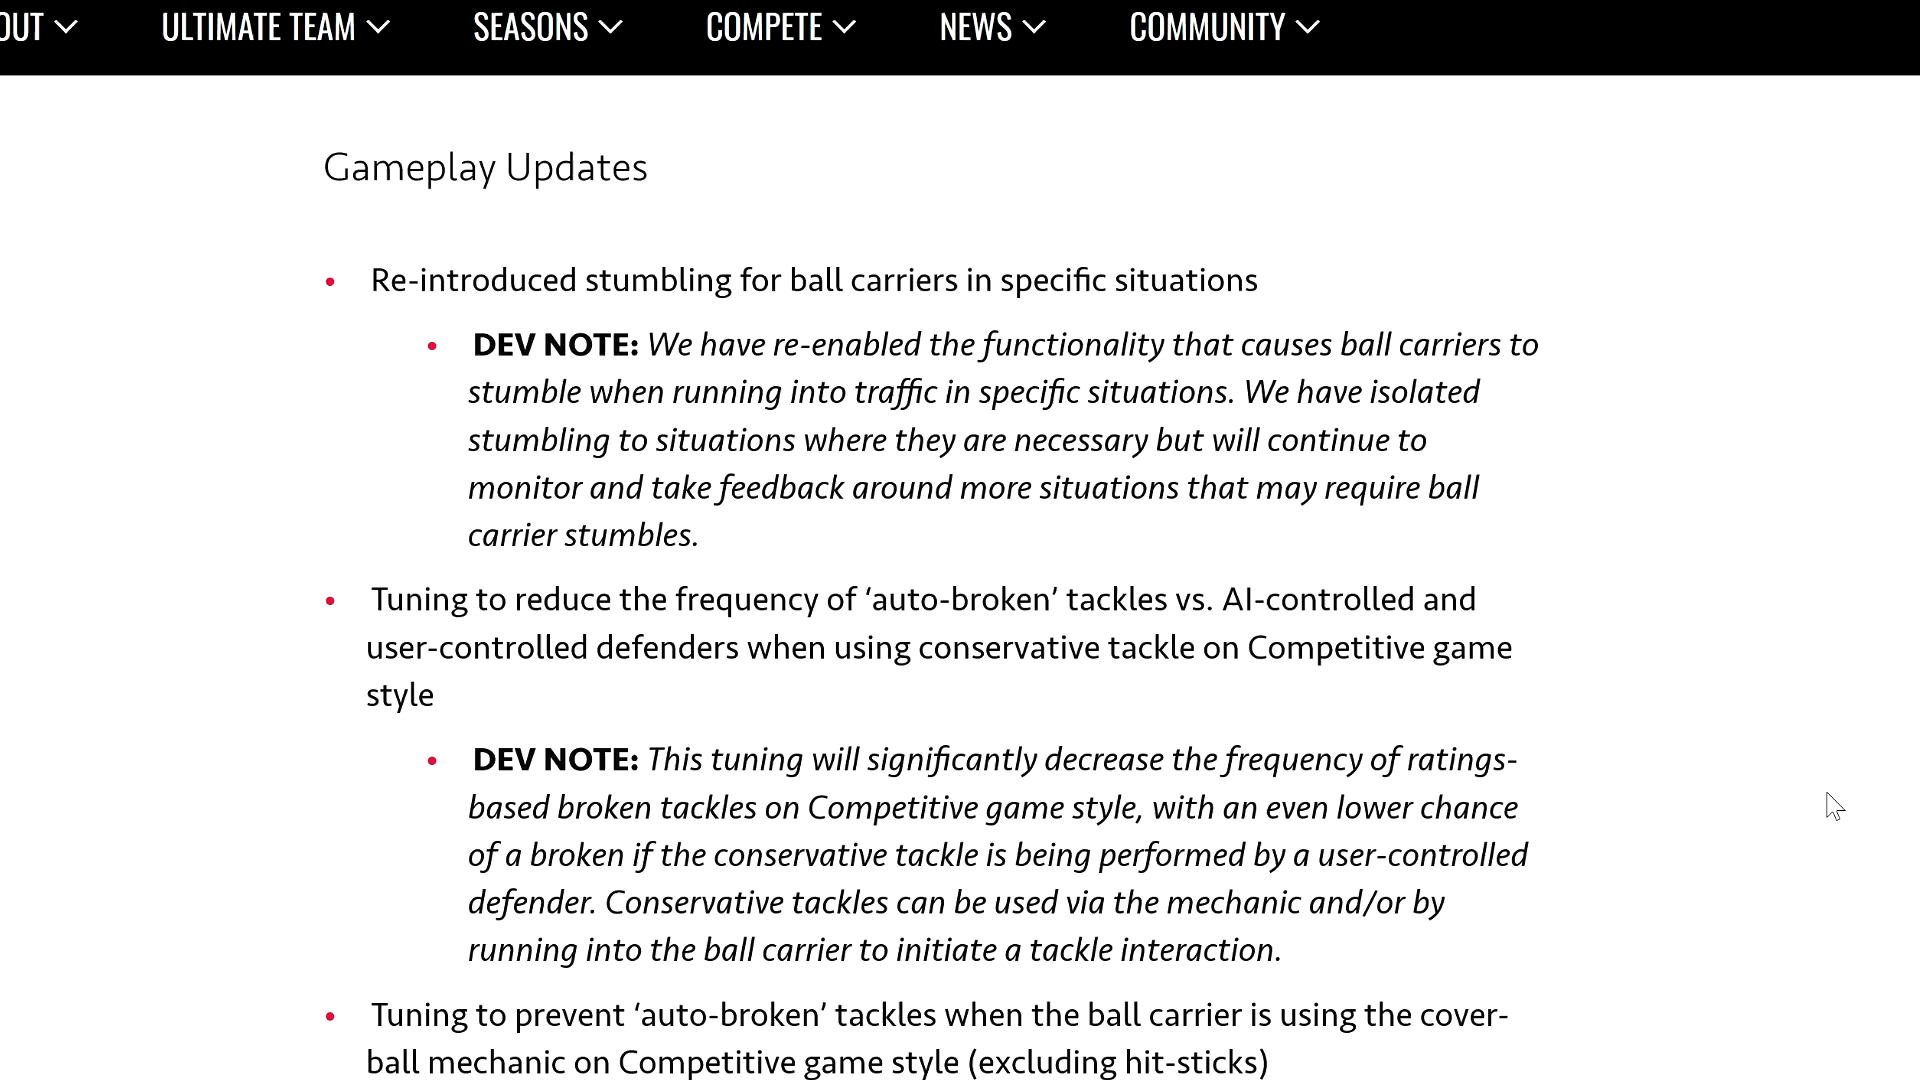 OUT ULTIMATE TEAM SEASONS COMPETE NEWS COMMUNITY
Gameplay Updates
• Re-introduced stumbling for ball carriers in specific situations
• DEV NOTE: We have re-enabled the functionality that causes ball carriers to
stumble when running into traffic in specific situations. We have isolated
stumbling to situations where they are necessary but will continue to
monitor and take feedback around more situations that may require ball
carrier stumbles.
• Tuning to reduce the frequency of ‘auto-broken’ tackles vs. AI-controlled and
user-controlled defenders when using conservative tackle on Competitive game
style
• DEV NOTE: This tuning will significantly decrease the frequency of ratings-
based broken tackles on Competitive game style, with an even lower chance
of a broken if the conservative tackle is being performed by a user-controlled
defender. Conservative tackles can be used via the mechanic and/or by
running into the ball carrier to initiate a tackle interaction.
• Tuning to prevent ‘auto-broken’ tackles when the ball carrier is using the cover-
ball mechanic on Competitive game style (excluding hit-sticks)